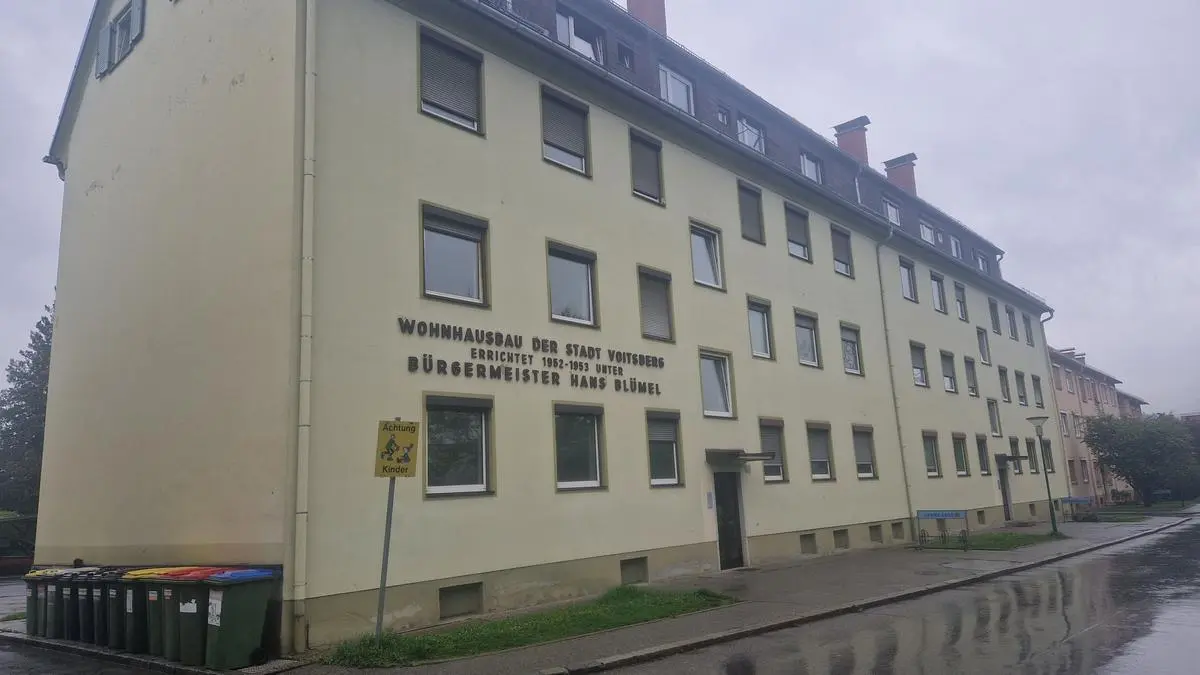 WOHNHAUSBAU DER STADT VOITSBERG
ERRICHTET 1952-1953 UNTER
BÜRGERMEISTER HANS BLÜMEL
Achtung
Kinder